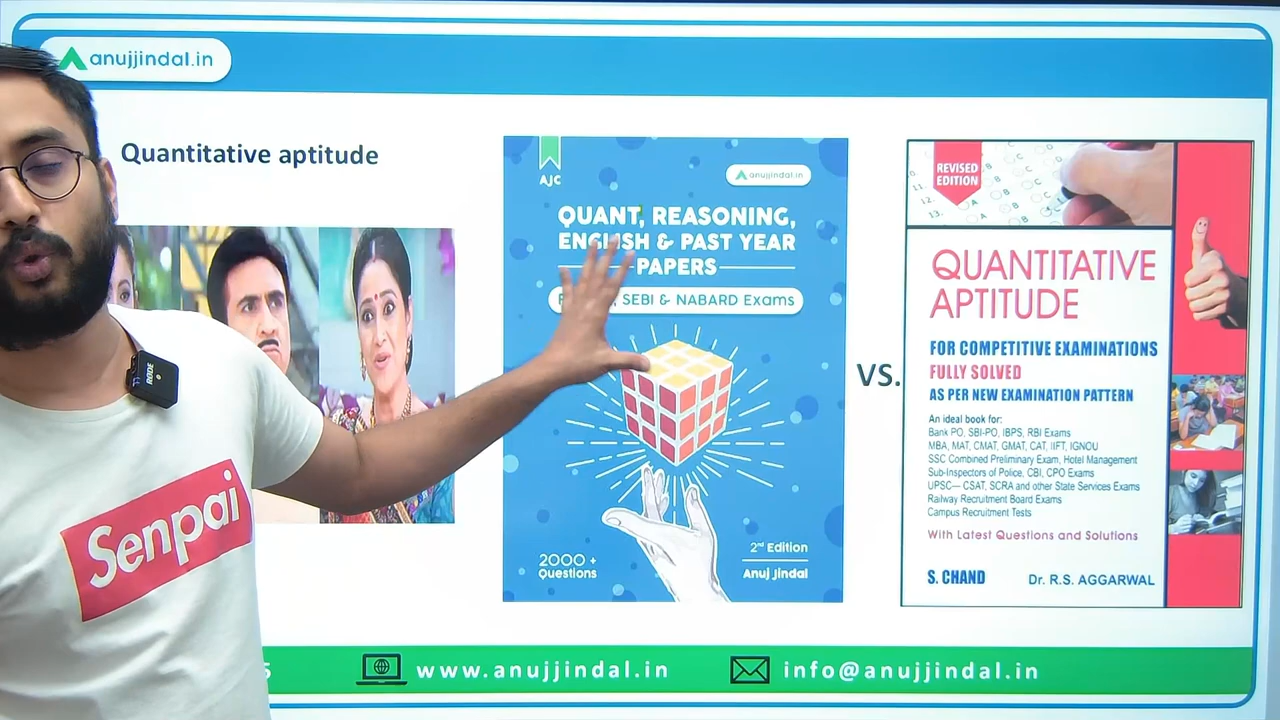 anujjindal.in
Quantitative aptitude
AJC
anujjindal.in
QUANT, REASONING,
ENGLISH & PAST YEAR
PAPERS
SEBI & NABARD Exams
2000 +
Questions
2nd Edition
Anuj Jindal
VS.
REVISED
EDITION
11.
12.
13.
QUANTITATIVE
APTITUDE
FOR COMPETITIVE EXAMINATIONS
FULLY SOLVED
AS PER NEW EXAMINATION PATTERN
An ideal book for:
Bank PO, SBI-PO, IBPS, RBI Exams
MBA, MAT, CMAT, GMAT, CAT, IIFT, IGNOU
SSC Combined Preliminary Exam, Hotel Management
Sub-Inspectors of Police, CBI, CPO Exams
UPSC— CSAT, SCRA and other State Services Exams
Railway Recruitment Board Exams
Campus Recruitment Tests
With Latest Questions and Solutions
S. CHAND
Dr. R.S. AGGARWAL
RODE
Senpai
www.anujjindal.in
info@anujjindal.in